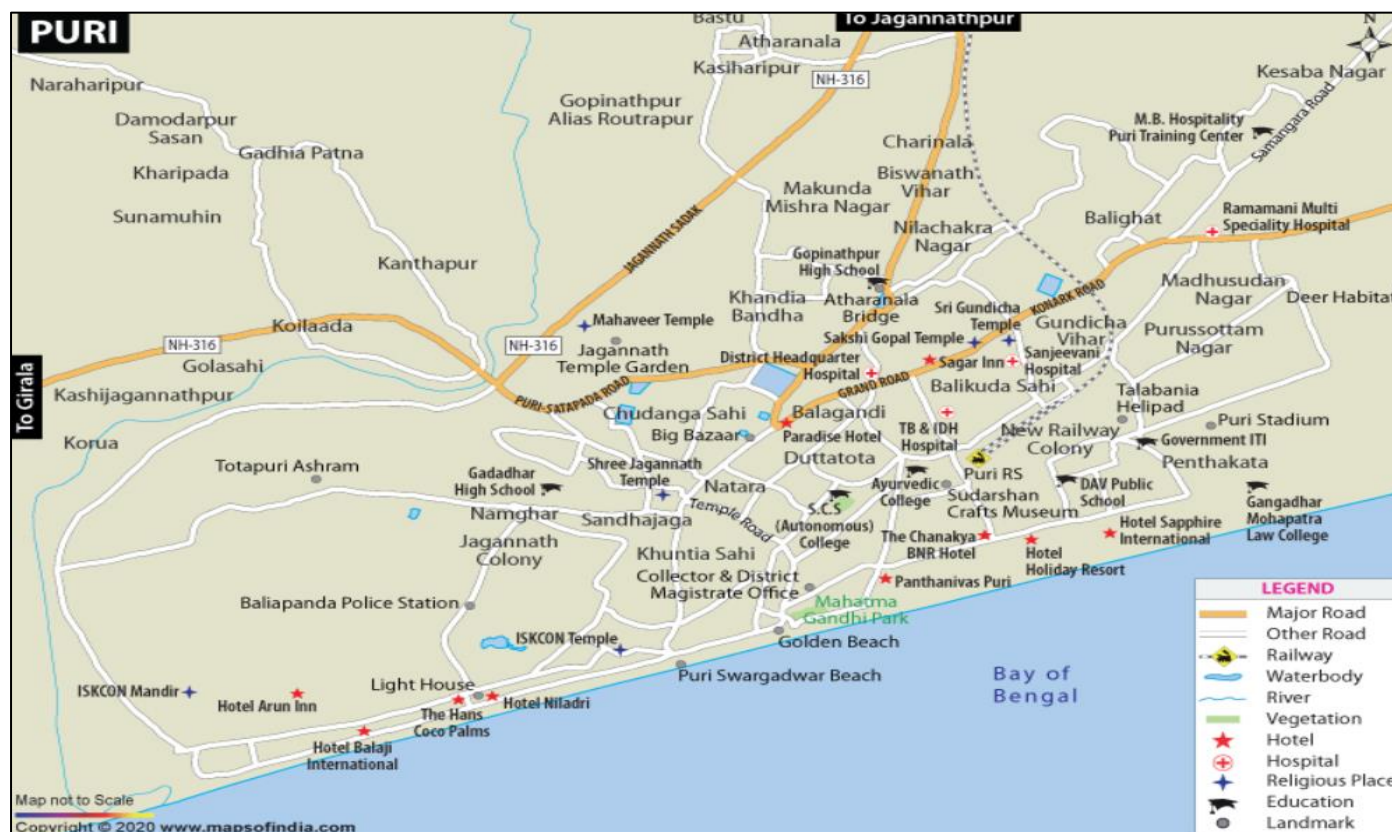 PURI
To Jagannathpur
Bastu
Atharanala
Kasiharipur
N
Kesaba Nagar
Naraharipur
NH-316
NH-316
Gopinathpur
Alias Routrapur
M.B. Hospitality
Puri Training Center
Samangara Road
Damodarpur
Sasan
Gadhia Patna
Kharipada
Charinala
Biswanath
Vihar
Makunda
Mishra Nagar
Sunamuhin
Nilachakra
Nagar
Balighat
Ramamani Multi
Speciality Hospital
JAGANNATH SADAK
Kanthapur
Gopinathpur
High School
Madhusudan
Nagar
Deer Habitat
Khandia
Bandha
Atharanala
Bridge
Sri Gundicha
Temple
KONARK ROAD
Koilaada
Mahaveer Temple
Gundicha
Vihar
Purussottam
Nagar
NH-316
NH-316
Sakshi Gopal Temple
Golasahi
Jagannath
Temple Garden
District Headquarter
Hospital
Sagar Inn
Sanjeevani
Hospital
To Girala
Kashijagannathpur
PURI-SATAPADA ROAD
GRAND ROAD
Balikuda Sahi
Talabania
Helipad
Chudanga Sahi
Balagandi
Puri Stadium
Korua
Big Bazaar
Paradise Hotel
TB & IDH
Hospital
New Railway
Colony
Government ITI
Totapuri Ashram
Shree Jagannath
Temple
Duttatota
Penthakata
Gadadhar
High School
Natara
Ayurvedic
College
Puri RS
DAV Public
School
Namghar
Sandhajaga
Temple Road
S.C.S
(Autonomous)
College
Sudarshan
Crafts Museum
Gangadhar
Mohapatra
Law College
Jagannath
Colony
Khuntia Sahi
The Chanakya
BNR Hotel
Hotel
Holiday Resort
Hotel Sapphire
International
Collector & District
Magistrate Office
Panthanivas Puri
Baliapanda Police Station
Mahatma
Gandhi Park
ISKCON Temple
Golden Beach
Puri Swargadwar Beach
Bay of
Bengal
ISKCON Mandir
Hotel Arun Inn
Light House
Hotel Niladri
The Hans
Coco Palms
Hotel Balaji
International
LEGEND
Major Road
Other Road
Railway
Waterbody
River
Vegetation
Hotel
Hospital
Religious Place
Education
Landmark
Map not to Scale
Copyright © 2020 www.mapsofindia.com